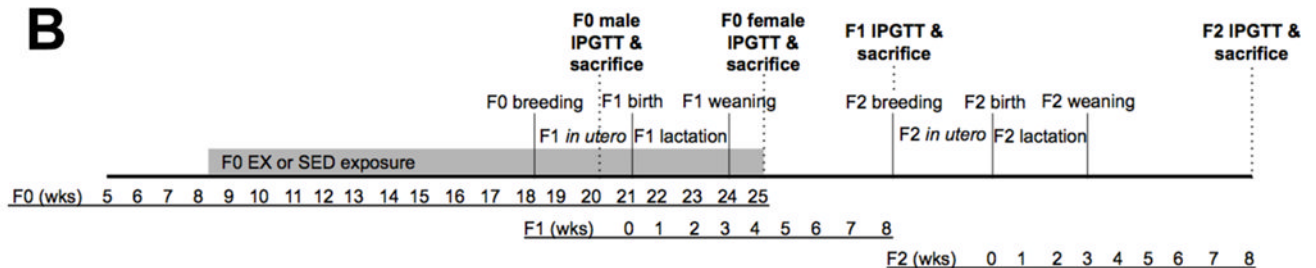 B
F0 male
IPGTT &
sacrifice
F0 female
IPGTT &
sacrifice
F1 IPGTT &
sacrifice
F2 IPGTT &
sacrifice
F0 breeding
F1 birth
F1 weaning
F2 breeding
F2 birth
F2 weaning
F1 in utero
F1 lactation
F2 in utero
F2 lactation
F0 EX or SED exposure
F0 (wks) 5 6 7 8 9 10 11 12 13 14 15 16 17 18 19 20 21 22 23 24 25
F1 (wks) 0 1 2 3 4 5 6 7 8
F2 (wks) 0 1 2 3 4 5 6 7 8